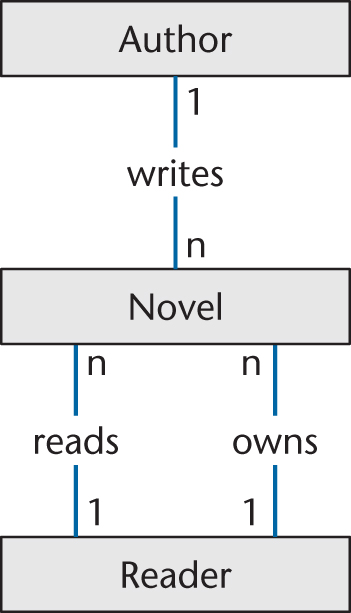 Author
1
writes
n
Novel
n n
reads owns
1 1
Reader